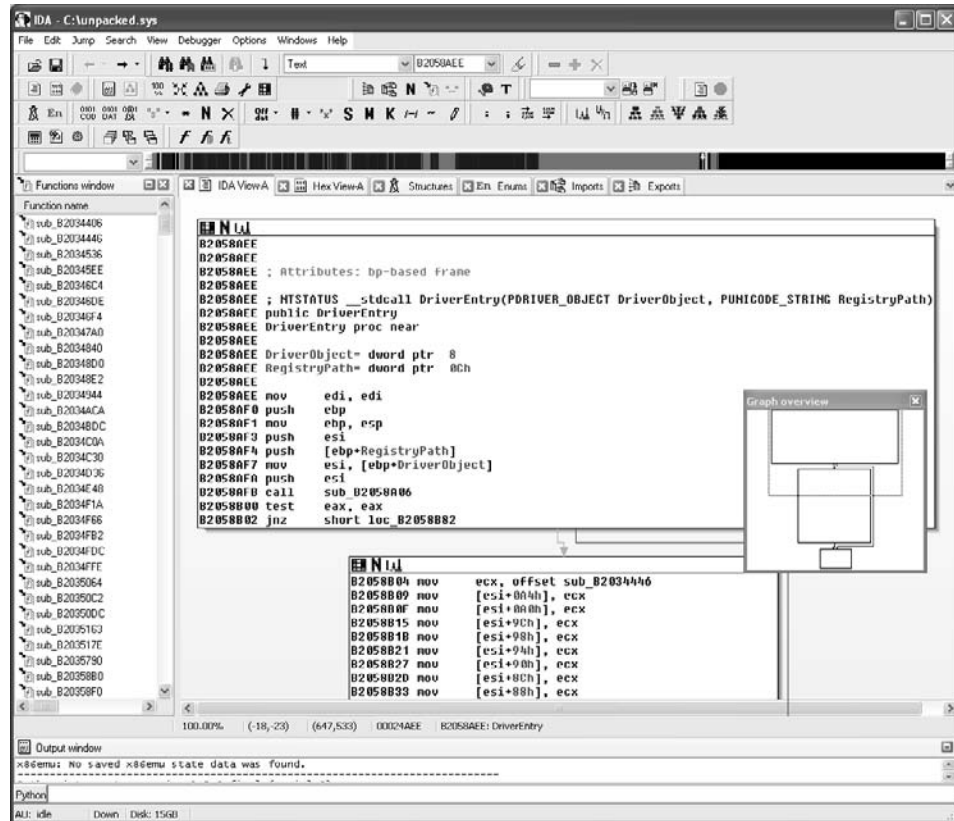 IDA - C:\unpacked.sys
File Edit Jump Search View Debugger Options Windows Help
Text B2058AEE
Functions window
IDA View-A Hex View-A Structures En Enums Imports Exports
Function name
sub_B2034406
sub_B2034446
sub_B2034536
sub_B20345EE
sub_B20346C4
sub_B20346DE
sub_B20346F4
sub_B20347A0
sub_B2034840
sub_B20348D0
sub_B20348E2
sub_B2034944
sub_B2034ACA
sub_B2034BDC
sub_B2034C0A
sub_B2034C30
sub_B2034D36
sub_B2034E48
sub_B2034F1A
sub_B2034F66
sub_B2034FB2
sub_B2034FDC
sub_B2034FFE
sub_B2035064
sub_B20350C2
sub_B20350DC
sub_B2035163
sub_B203517E
sub_B2035790
sub_B20358B0
sub_B20358F0
B2058AEE
B2058AEE
B2058AEE ; Attributes: bp-based frame
B2058AEE
B2058AEE ; NTSTATUS __stdcall DriverEntry(PDRIVER_OBJECT DriverObject, PUNICODE_STRING RegistryPath)
B2058AEE public DriverEntry
B2058AEE DriverEntry proc near
B2058AEE
B2058AEE DriverObject= dword ptr 8
B2058AEE RegistryPath= dword ptr 0Ch
B2058AEE
B2058AEE mov edi, edi
B2058AF0 push ebp
B2058AF1 mov ebp, esp
B2058AF3 push esi
B2058AF4 push [ebp+RegistryPath]
B2058AF7 mov esi, [ebp+DriverObject]
B2058AFA push esi
B2058AFB call sub_B2058A06
B2058B00 test eax, eax
B2058B02 jnz short loc_B2058B82
Graph overview
B2058B04 mov ecx, offset sub_B2034446
B2058B09 mov [esi+0A4h], ecx
B2058B0F mov [esi+0A0h], ecx
B2058B15 mov [esi+9Ch], ecx
B2058B1B mov [esi+98h], ecx
B2058B21 mov [esi+94h], ecx
B2058B27 mov [esi+90h], ecx
B2058B2D mov [esi+8Ch], ecx
B2058B33 mov [esi+88h], ecx
100.00% (-18,-23) (647,533) 00024AEE B2058AEE: DriverEntry
Output window
x86emu: No saved x86emu state data was found.
Python
AU: idle Down Disk: 15GB